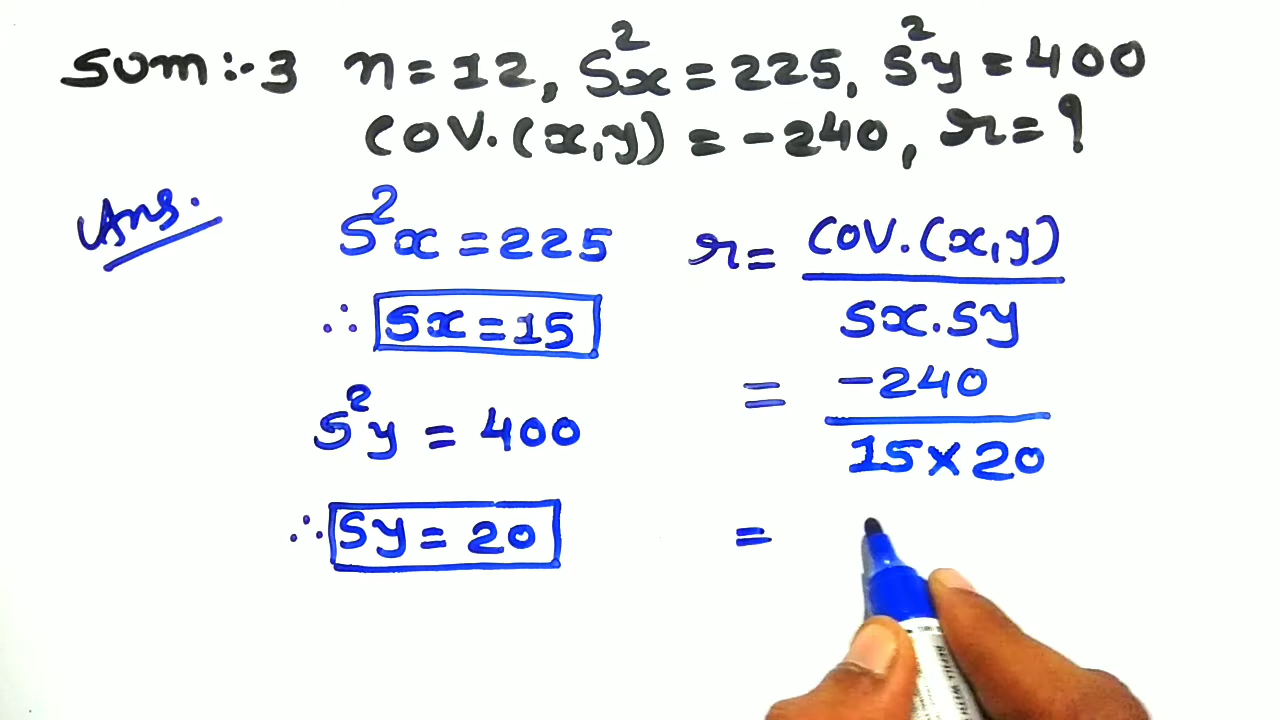 Sum:- 3 n = 12, S²x = 225, S²y = 400
COV.(x,y) = -240, r = ?
Ans.
S²x = 225
∴ Sx = 15
S²y = 400
∴ Sy = 20
r = COV.(x,y)
Sx.Sy
= -240
15×20
=